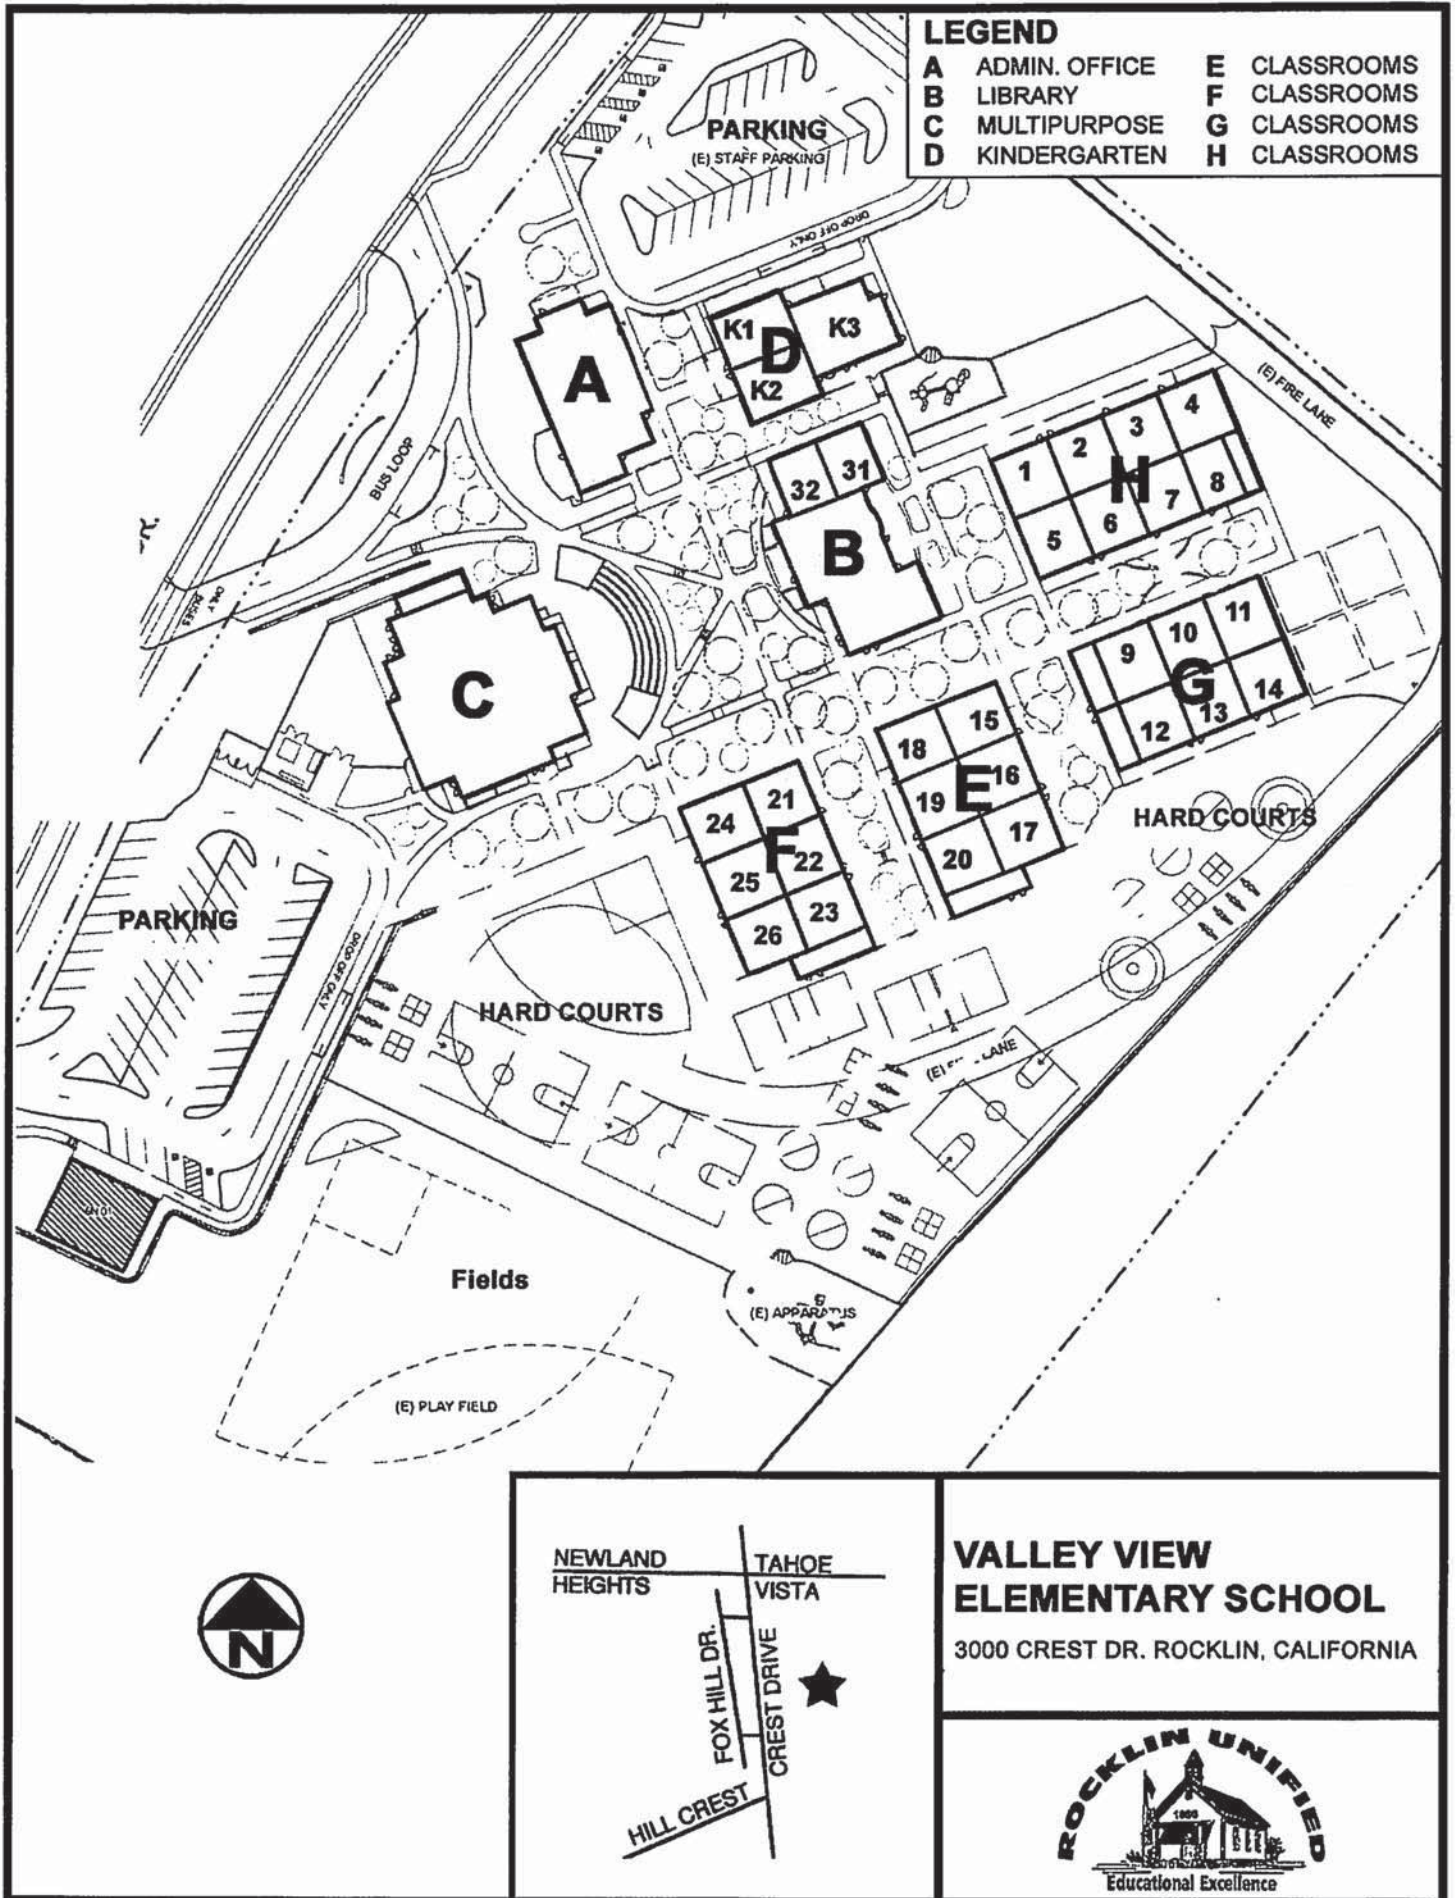 LEGEND
A ADMIN. OFFICE E CLASSROOMS
B LIBRARY F CLASSROOMS
C MULTIPURPOSE G CLASSROOMS
D KINDERGARTEN H CLASSROOMS
PARKING
(E) STAFF PARKING
DROP OFF ONLY
K1
D
K3
K2
A
(E) FIRE LANE
BUS LOOP
4
3
2
1
H
8
7
6
5
31
32
B
BUSES
ONLY
11
10
9
G
14
13
12
C
15
18
16
E
19
17
20
HARD COURTS
21
24
F
22
25
23
26
PARKING
DROP OFF ONLY
HARD COURTS
LANE
Fields
(E) APPARATUS
(E) PLAY FIELD
N
NEWLAND
HEIGHTS
TAHOE
VISTA
FOX HILL DR.
CREST DRIVE
HILL CREST
VALLEY VIEW
ELEMENTARY SCHOOL
3000 CREST DR. ROCKLIN, CALIFORNIA
ROCKLIN UNIFIED
Educational Excellence